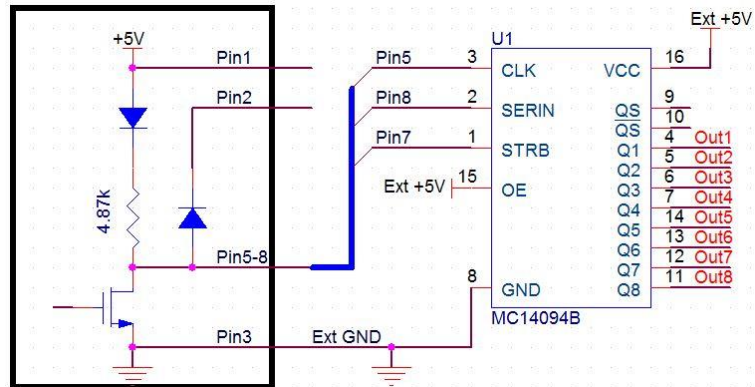 Ext +5V
+5V
U1
Pin1
Pin5 3 CLK VCC 16
Pin2
Pin8 2 SERIN QS 9
QS 10
Pin7 1 STRB Q1 4 Out1
Q2 5 Out2
Ext +5V 15 OE Q3 6 Out3
Q4 7 Out4
4.87k
Q5 14 Out5
Q6 13 Out6
Pin5-8
Q7 12 Out7
8 GND Q8 11 Out8
MC14094B
Pin3 Ext GND